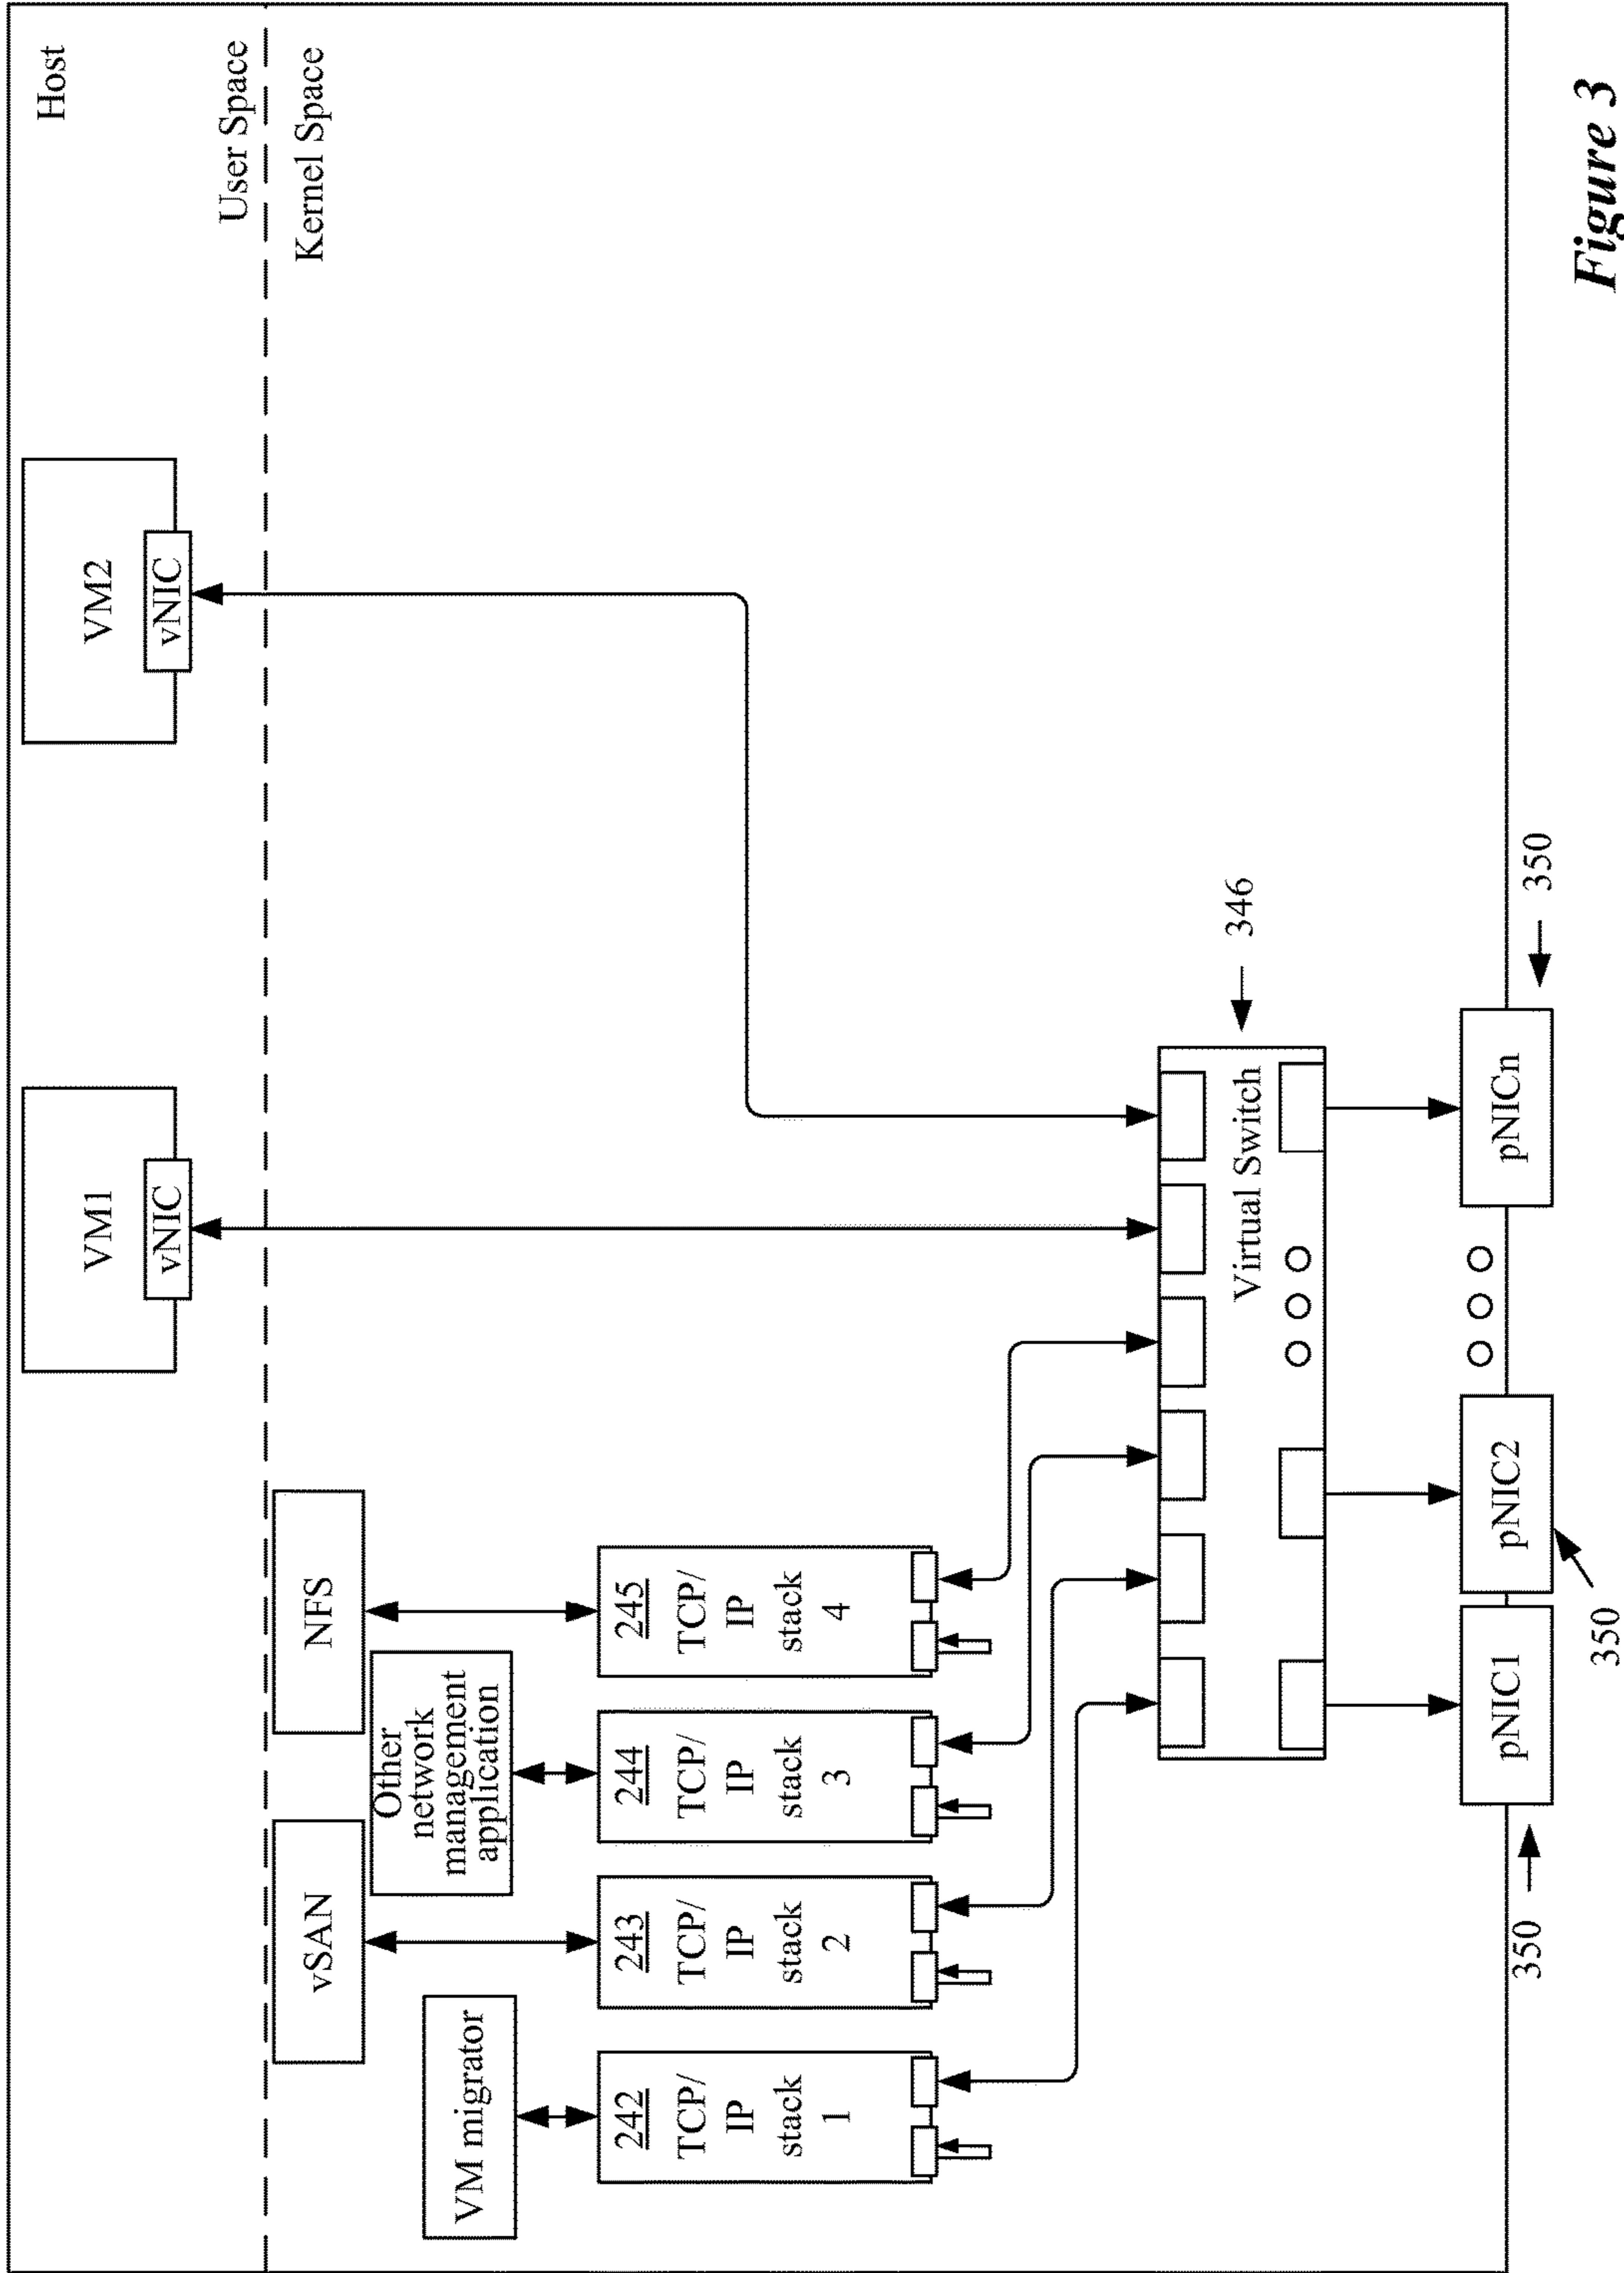 Host
VM1
vNIC
VM2
vNIC
User Space
Kernel Space
vSAN
NFS
VM migrator
Other
network
management
application
242
TCP/
IP
stack
1
243
TCP/
IP
stack
2
244
TCP/
IP
stack
3
245
TCP/
IP
stack
4
346
Virtual Switch
pNIC1
pNIC2
pNICn
350
350
350
Figure 3